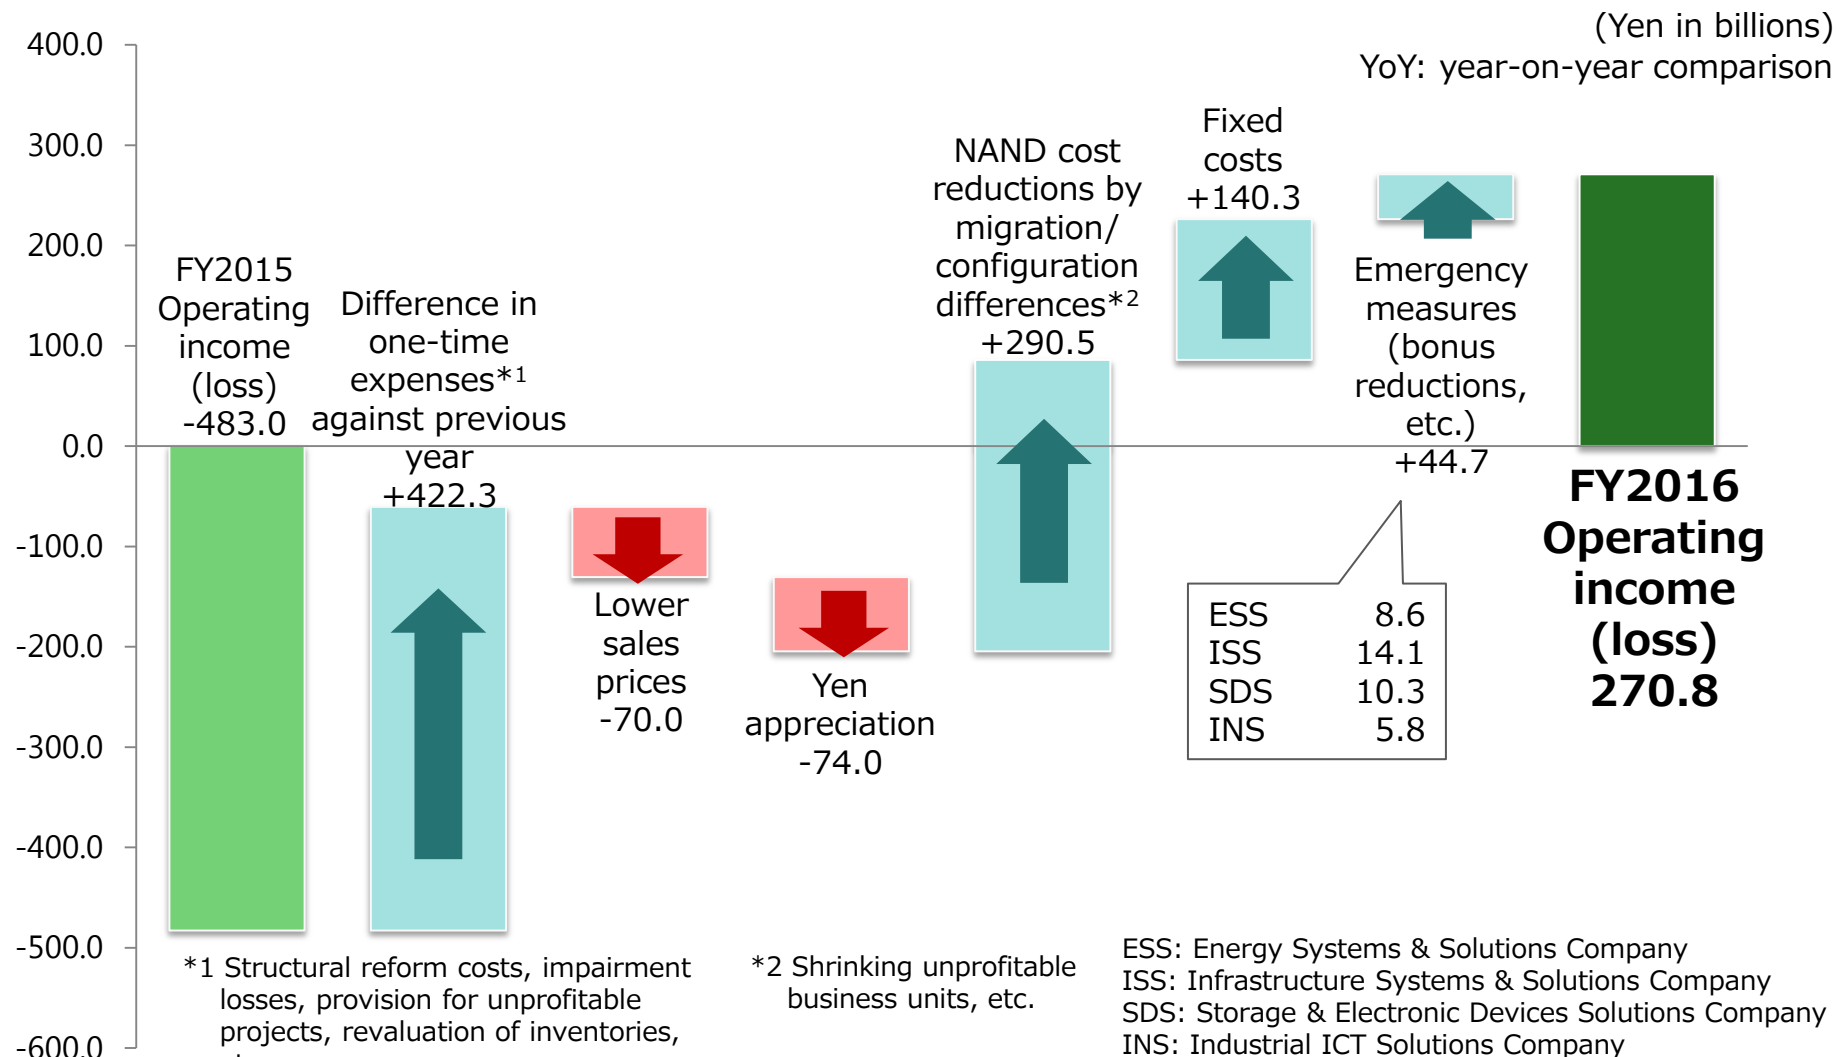 (Yen in billions)
YoY: year-on-year comparison
400.0
300.0
200.0
100.0
0.0
-100.0
-200.0
-300.0
-400.0
-500.0
-600.0
FY2015
Operating
income
(loss)
-483.0
Difference in
one-time
expenses*1
against previous
year
+422.3
Lower
sales
prices
-70.0
Yen
appreciation
-74.0
NAND cost
reductions by
migration/
configuration
differences*2
+290.5
Fixed
costs
+140.3
Emergency
measures
(bonus
reductions,
etc.)
+44.7
ESS 8.6
ISS 14.1
SDS 10.3
INS 5.8
FY2016
Operating
income
(loss)
270.8
*1 Structural reform costs, impairment
losses, provision for unprofitable
projects, revaluation of inventories,
*2 Shrinking unprofitable
business units, etc.
ESS: Energy Systems & Solutions Company
ISS: Infrastructure Systems & Solutions Company
SDS: Storage & Electronic Devices Solutions Company
INS: Industrial ICT Solutions Company